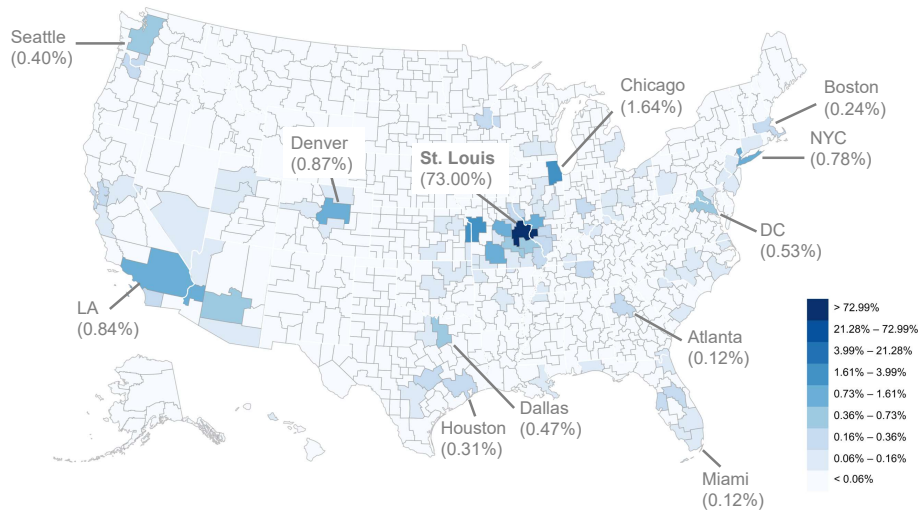 Seattle
(0.40%)
Chicago
(1.64%)
Boston
(0.24%)
NYC
(0.78%)
Denver
(0.87%)
St. Louis
(73.00%)
DC
(0.53%)
LA
(0.84%)
Atlanta
(0.12%)
Dallas
(0.47%)
Houston
(0.31%)
Miami
(0.12%)
> 72.99%
21.28% – 72.99%
3.99% – 21.28%
1.61% – 3.99%
0.73% – 1.61%
0.36% – 0.73%
0.16% – 0.36%
0.06% – 0.16%
< 0.06%